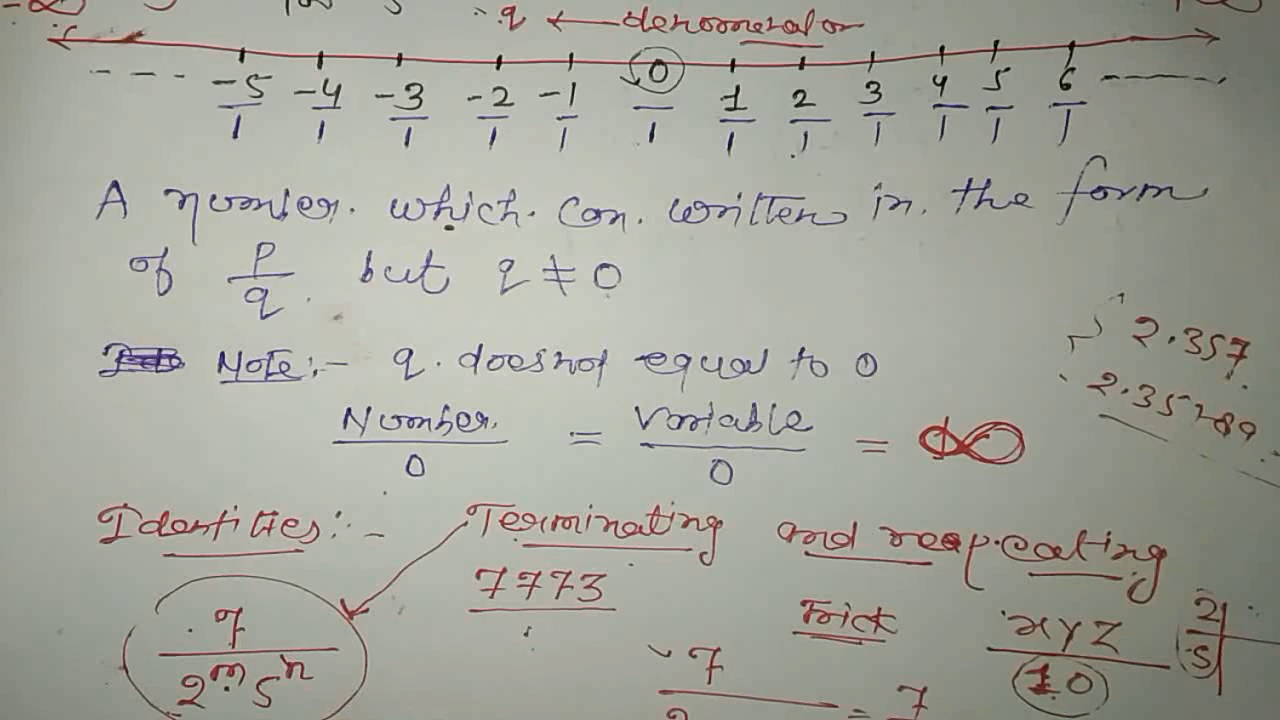 -∞
∴ q ← denomeralor
-5/1 -4/1 -3/1 -2/1 -1/1 0/1 1/1 2/1 3/1 4/1 5/1 6/1
A number. which. Can. written in. the form
of P/q. but q ≠ 0
Note:- q. does not equal to 0
2.357
2.35789
Number./0 = Variable/0 = ∞
Identities:- Terminating and reapeating
7773
Trick
xyz/10
2
5
7/2^m 5^n
7
= 7